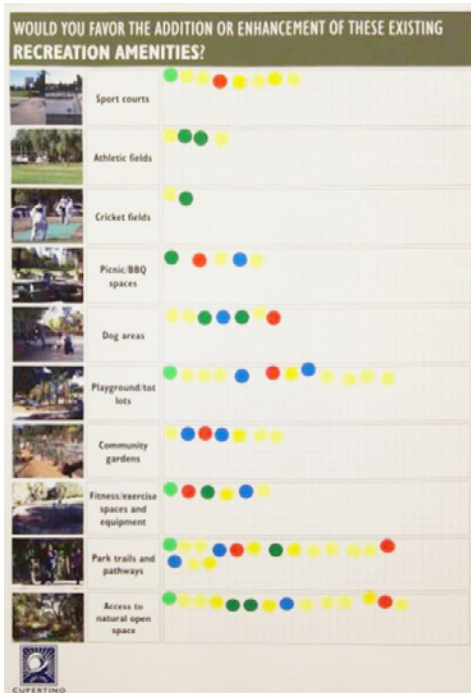 WOULD YOU FAVOR THE ADDITION OR ENHANCEMENT OF THESE EXISTING
RECREATION AMENITIES?
Sport courts
Athletic fields
Cricket fields
Picnic/BBQ
spaces
Dog areas
Playground/tot
lots
Community
gardens
Fitness/exercise
spaces and
equipment
Park trails and
pathways
Access to
natural open
space
CUPERTINO